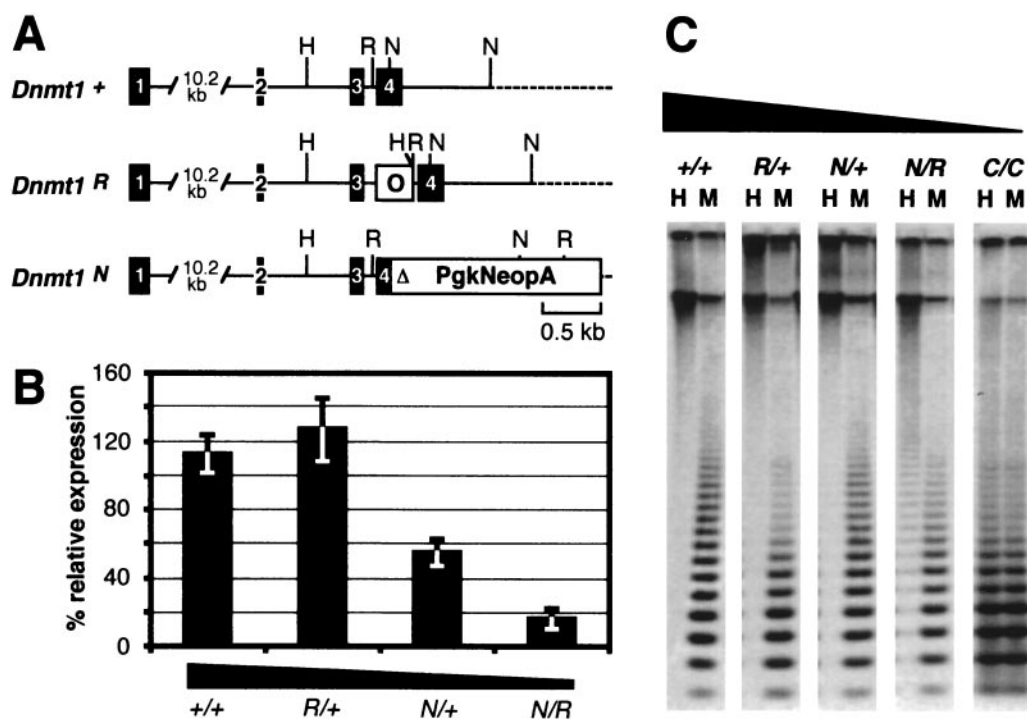 A
H R N N
Dnmt1 + 1 10.2 kb 2 3 4
H HR N N
Dnmt1 R 1 10.2 kb 2 3 O 4
H R N R
Dnmt1 N 1 10.2 kb 2 3 4 Δ PgkNeopA
0.5 kb
B
% relative expression
160
120
80
40
0
+/+ R/+ N/+ N/R
C
+/+ R/+ N/+ N/R C/C
H M H M H M H M H M